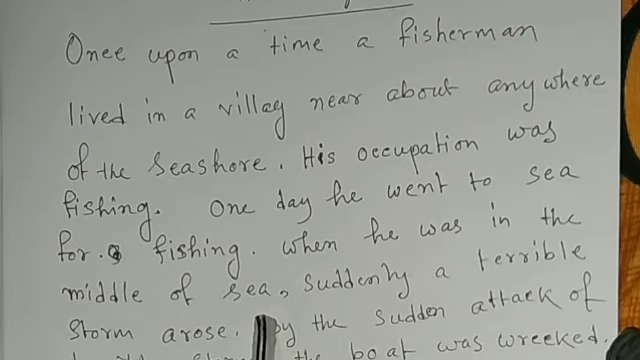 Once upon a time a fisherman
lived in a villag near about any where
of the seashore. His occupation was
fishing. One day he went to sea
for. fishing. when he was in the
middle of sea, suddenly a terrible
storm arose. by the sudden attack of
the boat was wreeked.